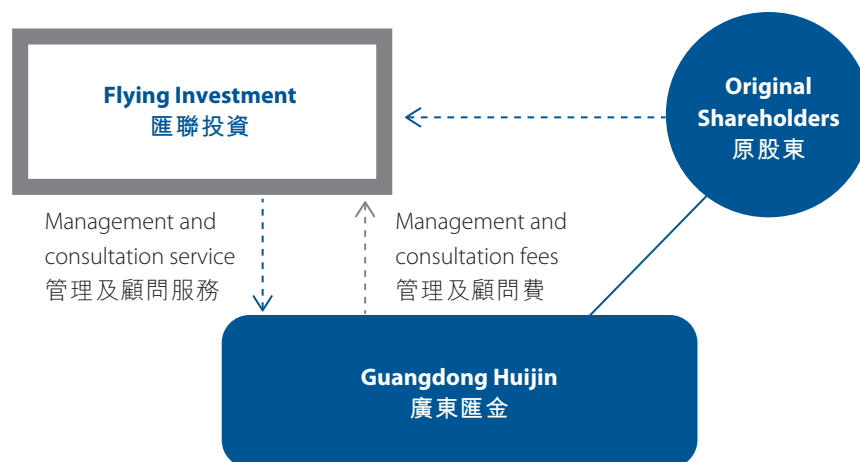 Flying Investment
匯聯投資
Original
Shareholders
原股東
Management and
consultation service
管理及顧問服務
Management and
consultation fees
管理及顧問費
Guangdong Huijin
廣東匯金